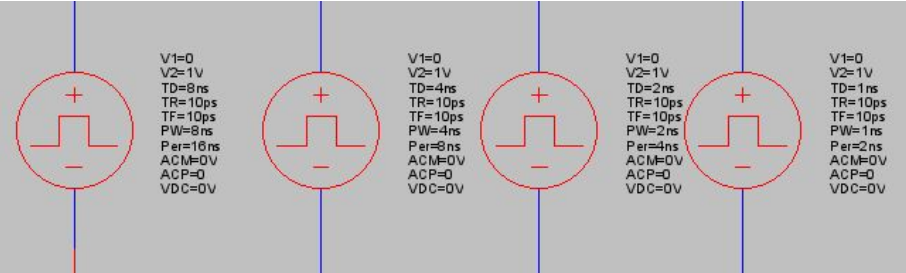 V1=0
V2=1V
TD=8ns
TR=10ps
TF=10ps
PW=8ns
Per=16ns
ACM=0V
ACP=0
VDC=0V
V1=0
V2=1V
TD=4ns
TR=10ps
TF=10ps
PW=4ns
Per=8ns
ACM=0V
ACP=0
VDC=0V
V1=0
V2=1V
TD=2ns
TR=10ps
TF=10ps
PW=2ns
Per=4ns
ACM=0V
ACP=0
VDC=0V
V1=0
V2=1V
TD=1ns
TR=10ps
TF=10ps
PW=1ns
Per=2ns
ACM=0V
ACP=0
VDC=0V